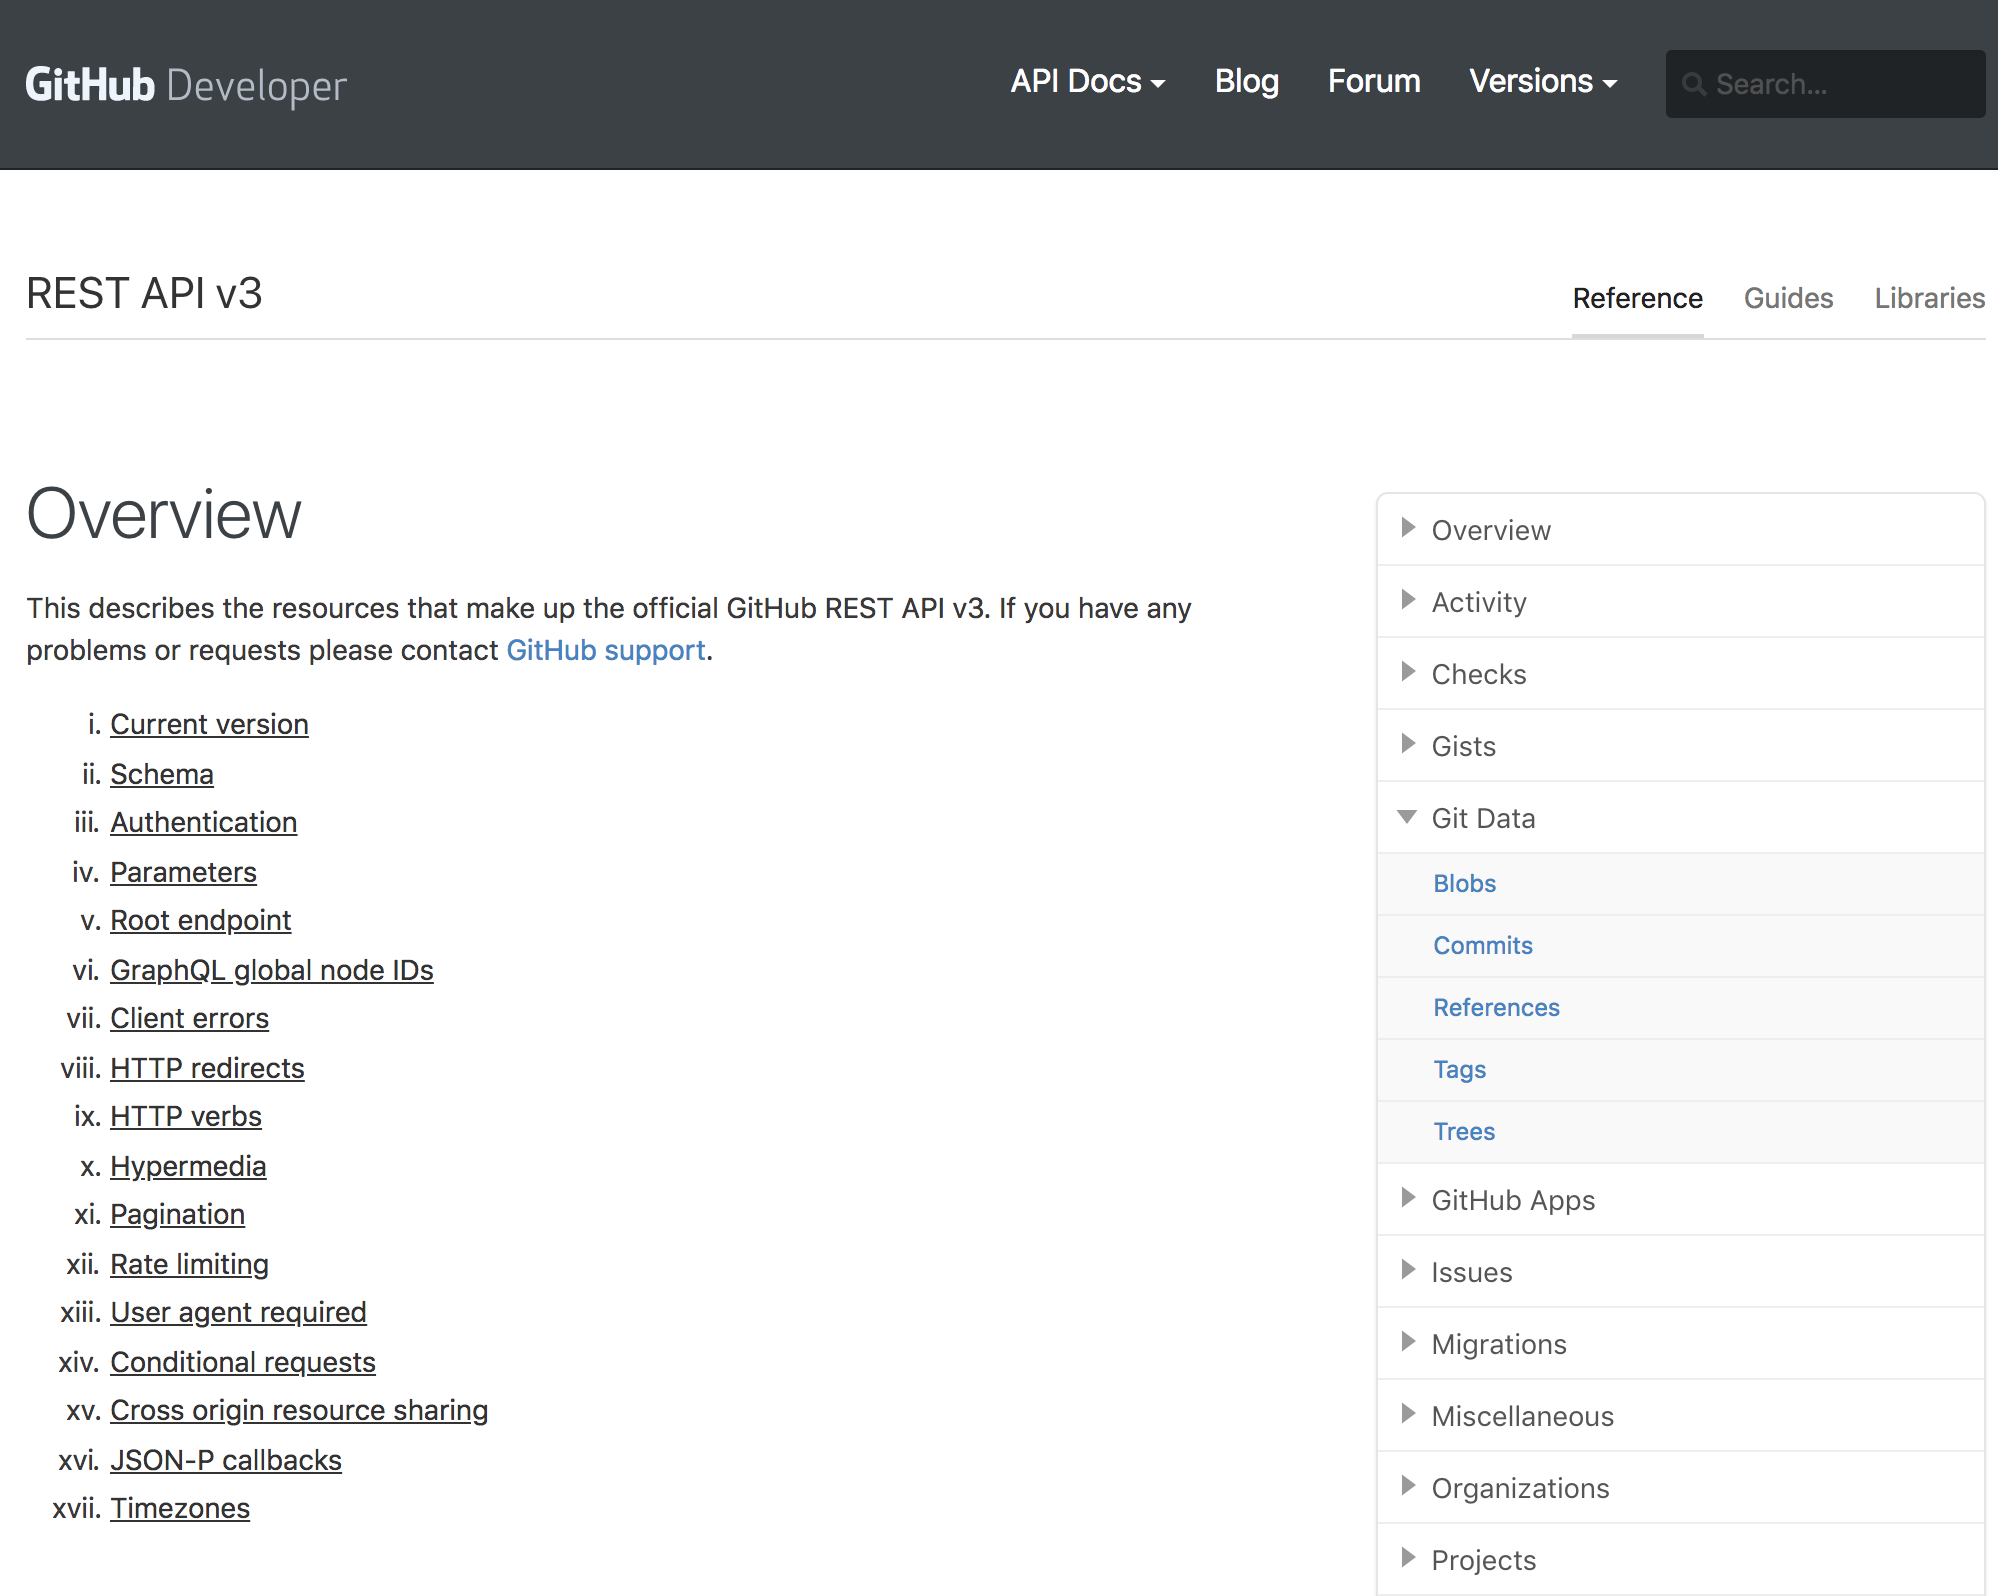 GitHub Developer
API Docs
Blog
Forum
Versions
Search...
REST API v3
Reference
Guides
Libraries
Overview
This describes the resources that make up the official GitHub REST API v3. If you have any
problems or requests please contact GitHub support.
i. Current version
ii. Schema
iii. Authentication
iv. Parameters
v. Root endpoint
vi. GraphQL global node IDs
vii. Client errors
viii. HTTP redirects
ix. HTTP verbs
x. Hypermedia
xi. Pagination
xii. Rate limiting
xiii. User agent required
xiv. Conditional requests
xv. Cross origin resource sharing
xvi. JSON-P callbacks
xvii. Timezones
Overview
Activity
Checks
Gists
Git Data
Blobs
Commits
References
Tags
Trees
GitHub Apps
Issues
Migrations
Miscellaneous
Organizations
Projects